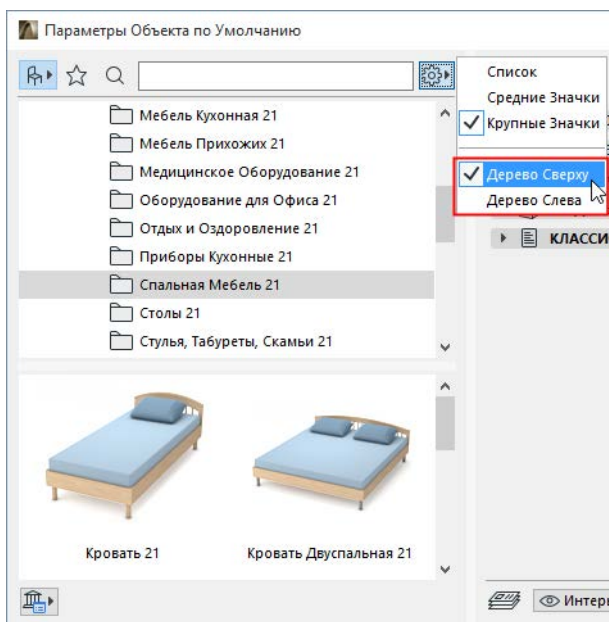 Параметры Объекта по Умолчанию
Список
Средние Значки
Крупные Значки
Дерево Сверху
Дерево Слева
Мебель Кухонная 21
Мебель Прихожих 21
Медицинское Оборудование 21
Оборудование для Офиса 21
Отдых и Оздоровление 21
Приборы Кухонные 21
Спальная Мебель 21
Столы 21
Стулья, Табуреты, Скамьи 21
КЛАССИ
Кровать 21
Кровать Двуспальная 21
Интерь